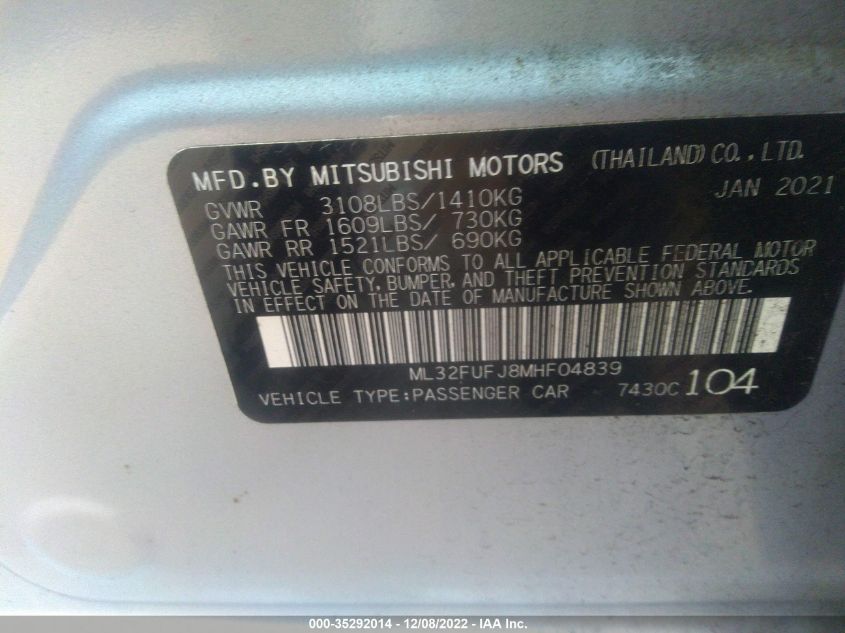 MFD.BY MITSUBISHI MOTORS (THAILAND) CO., LTD.
JAN 2021
GVWR 3108LBS/1410KG
GAWR FR 1609LBS/ 730KG
GAWR RR 1521LBS/ 690KG
THIS VEHICLE CONFORMS TO ALL APPLICABLE FEDERAL MOTOR
VEHICLE SAFETY, BUMPER, AND THEFT PREVENTION STANDARDS
IN EFFECT ON THE DATE OF MANUFACTURE SHOWN ABOVE.
ML32FUFJ8MHF04839
VEHICLE TYPE:PASSENGER CAR 7430C 104
000-35292014 - 12/08/2022 - IAA Inc.